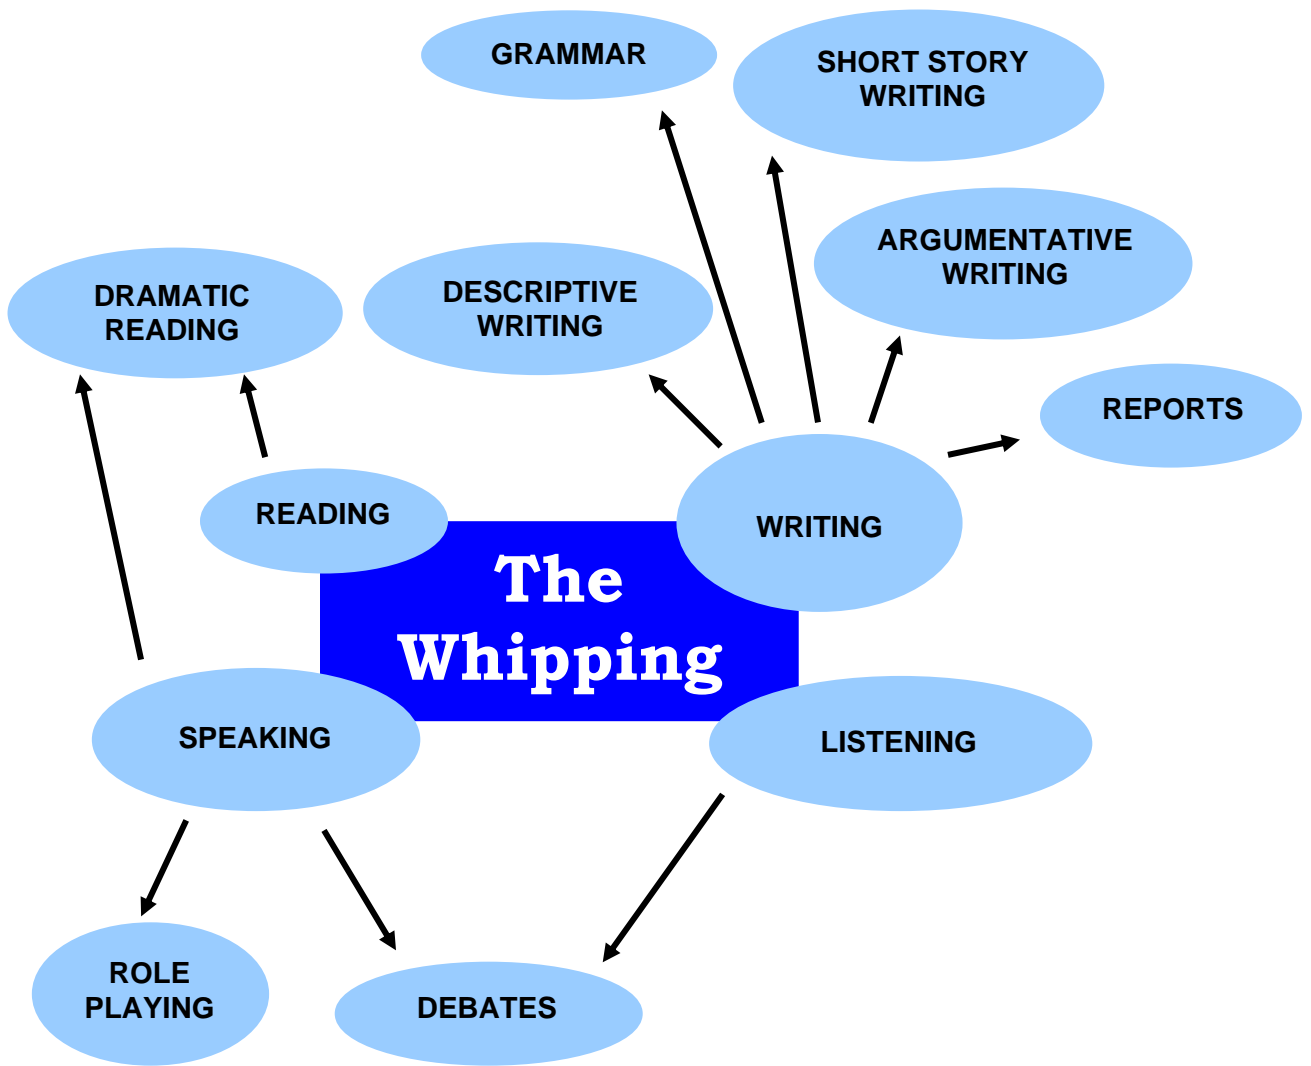 GRAMMAR
SHORT STORY
WRITING
ARGUMENTATIVE
WRITING
DESCRIPTIVE
WRITING
DRAMATIC
READING
REPORTS
READING
WRITING
The
Whipping
SPEAKING
LISTENING
ROLE
PLAYING
DEBATES